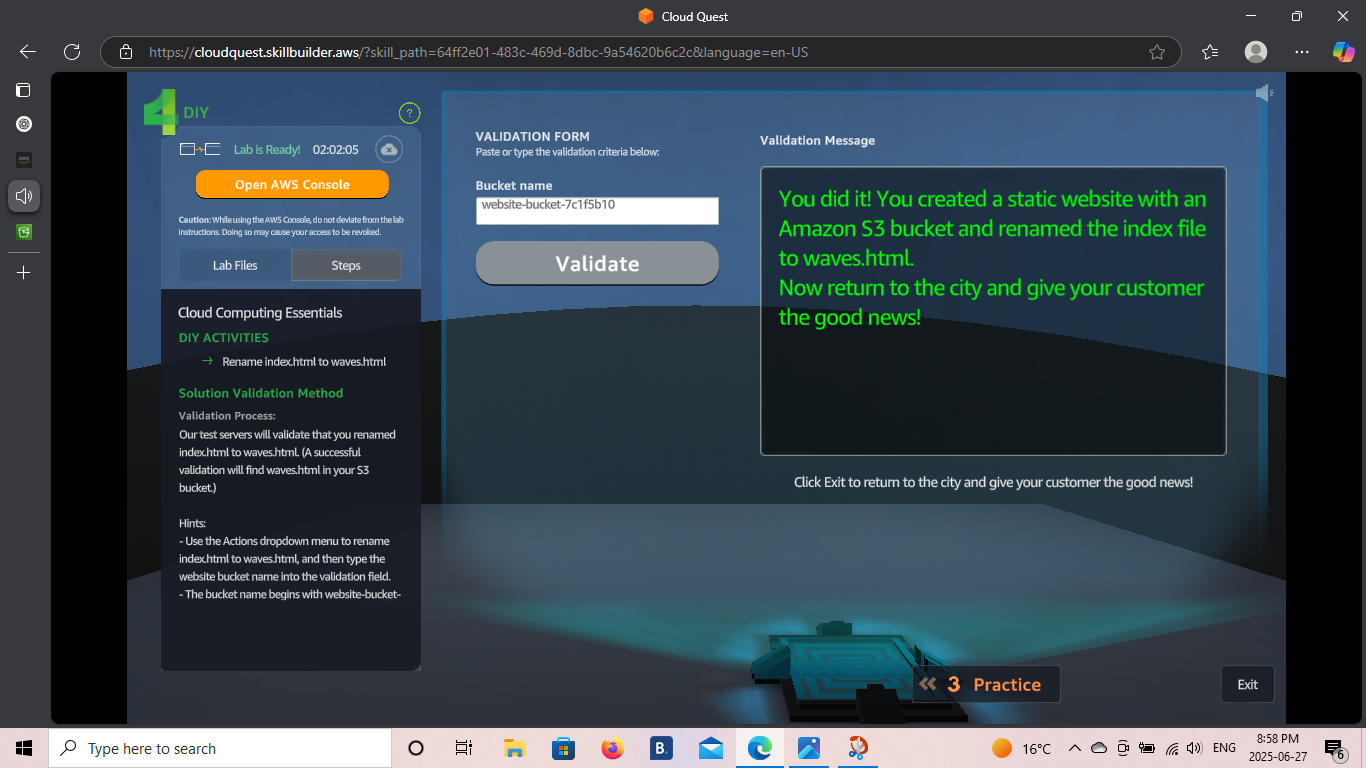 Cloud Quest
https://cloudquest.skillbuilder.aws/?skill_path=64ff2e01-483c-469d-8dbc-9a54620b6c2c&language=en-US
4 DIY
?
Lab is Ready! 02:02:05
Open AWS Console
Caution: While using the AWS Console, do not deviate from the lab
instructions. Doing so may cause your access to be revoked.
Lab Files
Steps
Cloud Computing Essentials
DIY ACTIVITIES
→ Rename index.html to waves.html
Solution Validation Method
Validation Process:
Our test servers will validate that you renamed
index.html to waves.html. (A successful
validation will find waves.html in your S3
bucket.)
Hints:
- Use the Actions dropdown menu to rename
index.html to waves.html, and then type the
website bucket name into the validation field.
- The bucket name begins with website-bucket-
VALIDATION FORM
Paste or type the validation criteria below:
Bucket name
website-bucket-7c1f5b10
Validate
Validation Message
You did it! You created a static website with an
Amazon S3 bucket and renamed the index file
to waves.html.
Now return to the city and give your customer
the good news!
Click Exit to return to the city and give your customer the good news!
3 Practice
Exit
Type here to search
B.
16°C
ENG
8:58 PM
2025-06-27
6